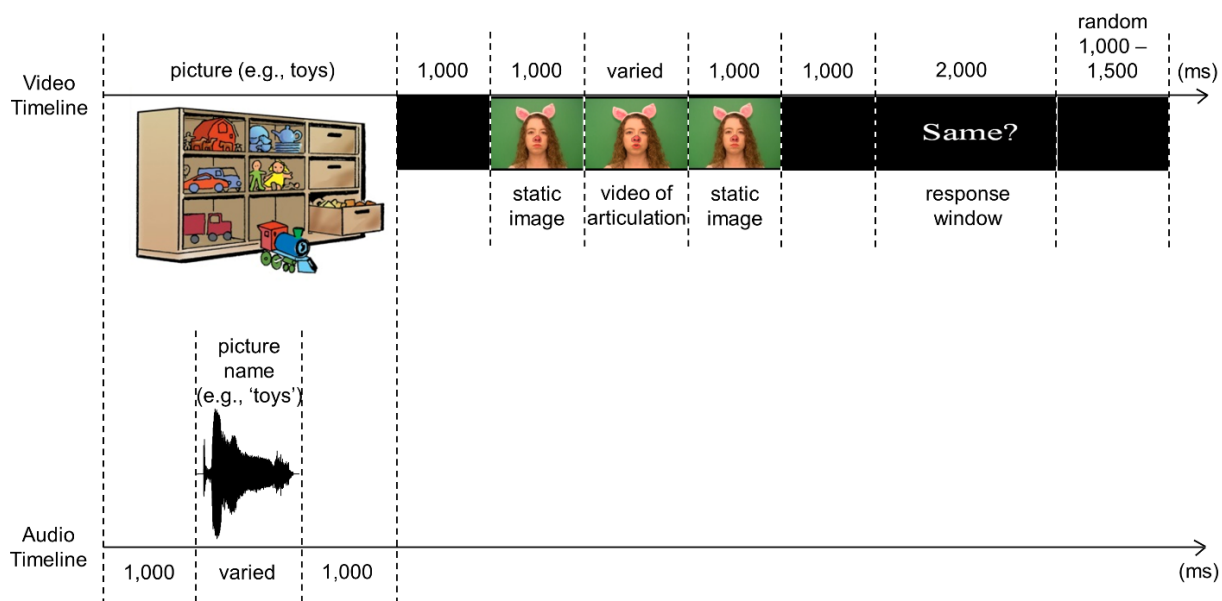 random
1,000 –
1,500
Video
Timeline
picture (e.g., toys)
1,000
1,000
varied
1,000
1,000
2,000
(ms)
Same?
static
image
video of
articulation
static
image
response
window
picture
name
(e.g., ‘toys’)
Audio
Timeline
1,000
varied
1,000
(ms)